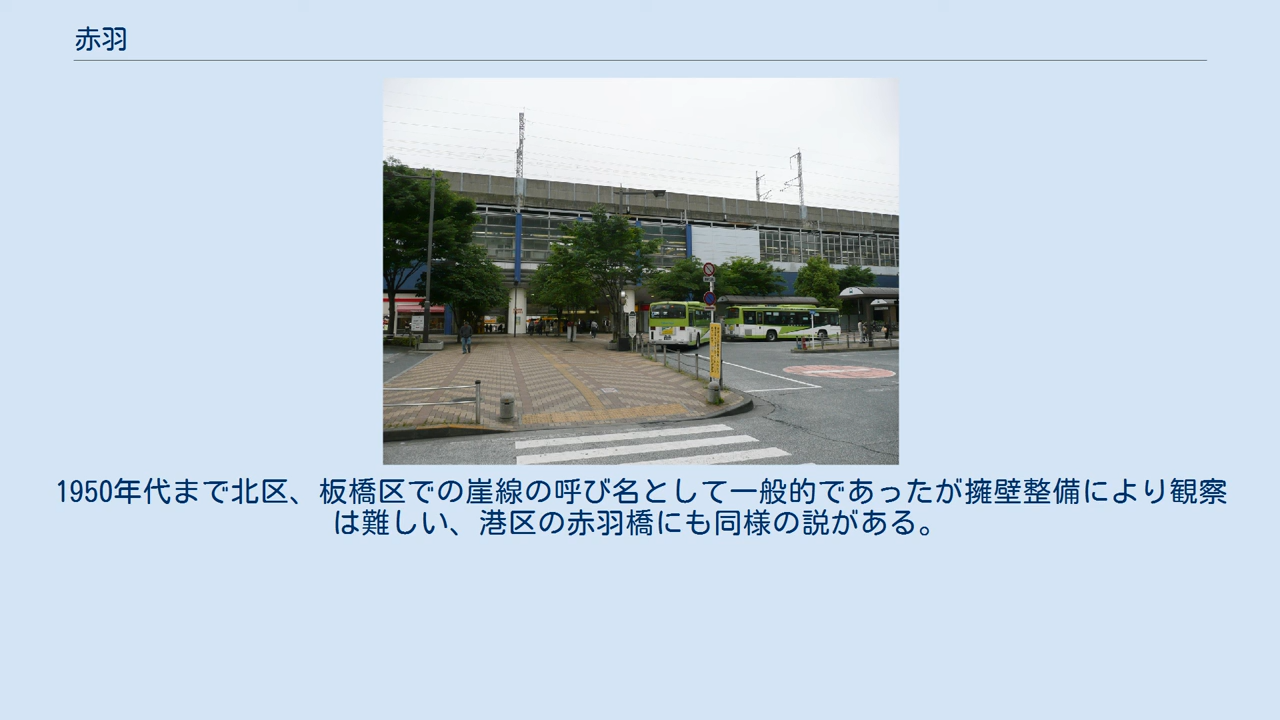 赤羽
1950年代まで北区、板橋区での崖線の呼び名として一般的であったが擁壁整備により観察
は難しい、港区の赤羽橋にも同様の説がある。